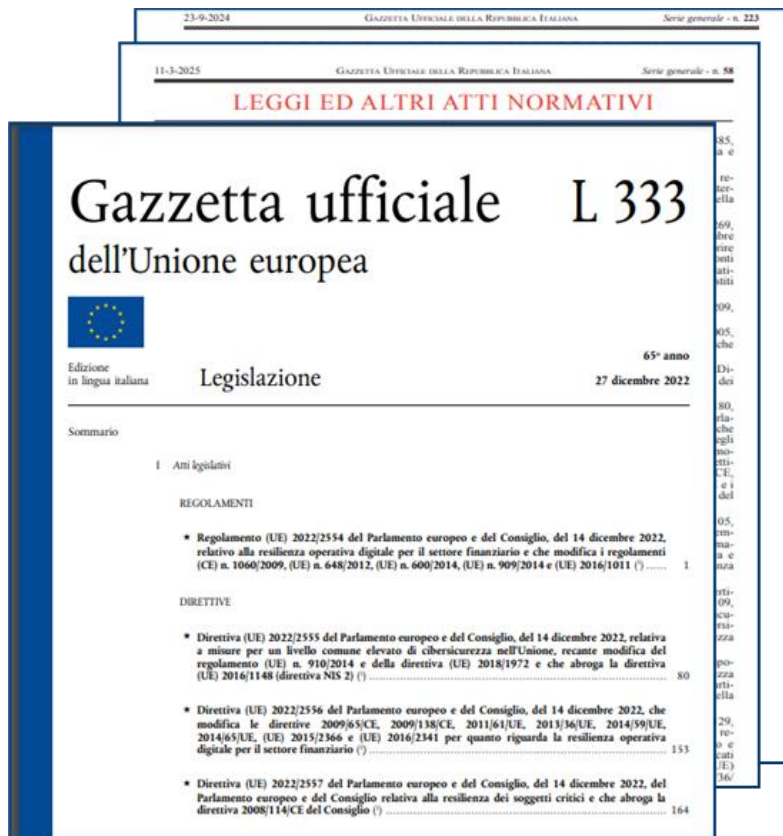 23-9-2024 GAZZETTA UFFICIALE DELLA REPUBBLICA ITALIANA Serie generale - n. 223
11-3-2025 GAZZETTA UFFICIALE DELLA REPUBBLICA ITALIANA Serie generale - n. 58
LEGGI ED ALTRI ATTI NORMATIVI
Gazzetta ufficiale L 333
dell'Unione europea
Edizione
in lingua italiana
Legislazione
65º anno
27 dicembre 2022
Sommario
I Atti legislativi
REGOLAMENTI
★ Regolamento (UE) 2022/2554 del Parlamento europeo e del Consiglio, del 14 dicembre 2022,
relativo alla resilienza operativa digitale per il settore finanziario e che modifica i regolamenti
(CE) n. 1060/2009, (UE) n. 648/2012, (UE) n. 600/2014, (UE) n. 909/2014 e (UE) 2016/1011 (¹) ...... 1
DIRETTIVE
★ Direttiva (UE) 2022/2555 del Parlamento europeo e del Consiglio, del 14 dicembre 2022, relativa
a misure per un livello comune elevato di cibersicurezza nell'Unione, recante modifica del
regolamento (UE) n. 910/2014 e della direttiva (UE) 2018/1972 e che abroga la direttiva
(UE) 2016/1148 (direttiva NIS 2) (¹) ...... 80
★ Direttiva (UE) 2022/2556 del Parlamento europeo e del Consiglio, del 14 dicembre 2022, che
modifica le direttive 2009/65/CE, 2009/138/CE, 2011/61/UE, 2013/36/UE, 2014/59/UE,
2014/65/UE, (UE) 2015/2366 e (UE) 2016/2341 per quanto riguarda la resilienza operativa
digitale per il settore finanziario (¹) ...... 153
★ Direttiva (UE) 2022/2557 del Parlamento europeo e del Consiglio, del 14 dicembre 2022, del
Parlamento europeo e del Consiglio relativa alla resilienza dei soggetti critici e che abroga la
direttiva 2008/114/CE del Consiglio (¹) ...... 164